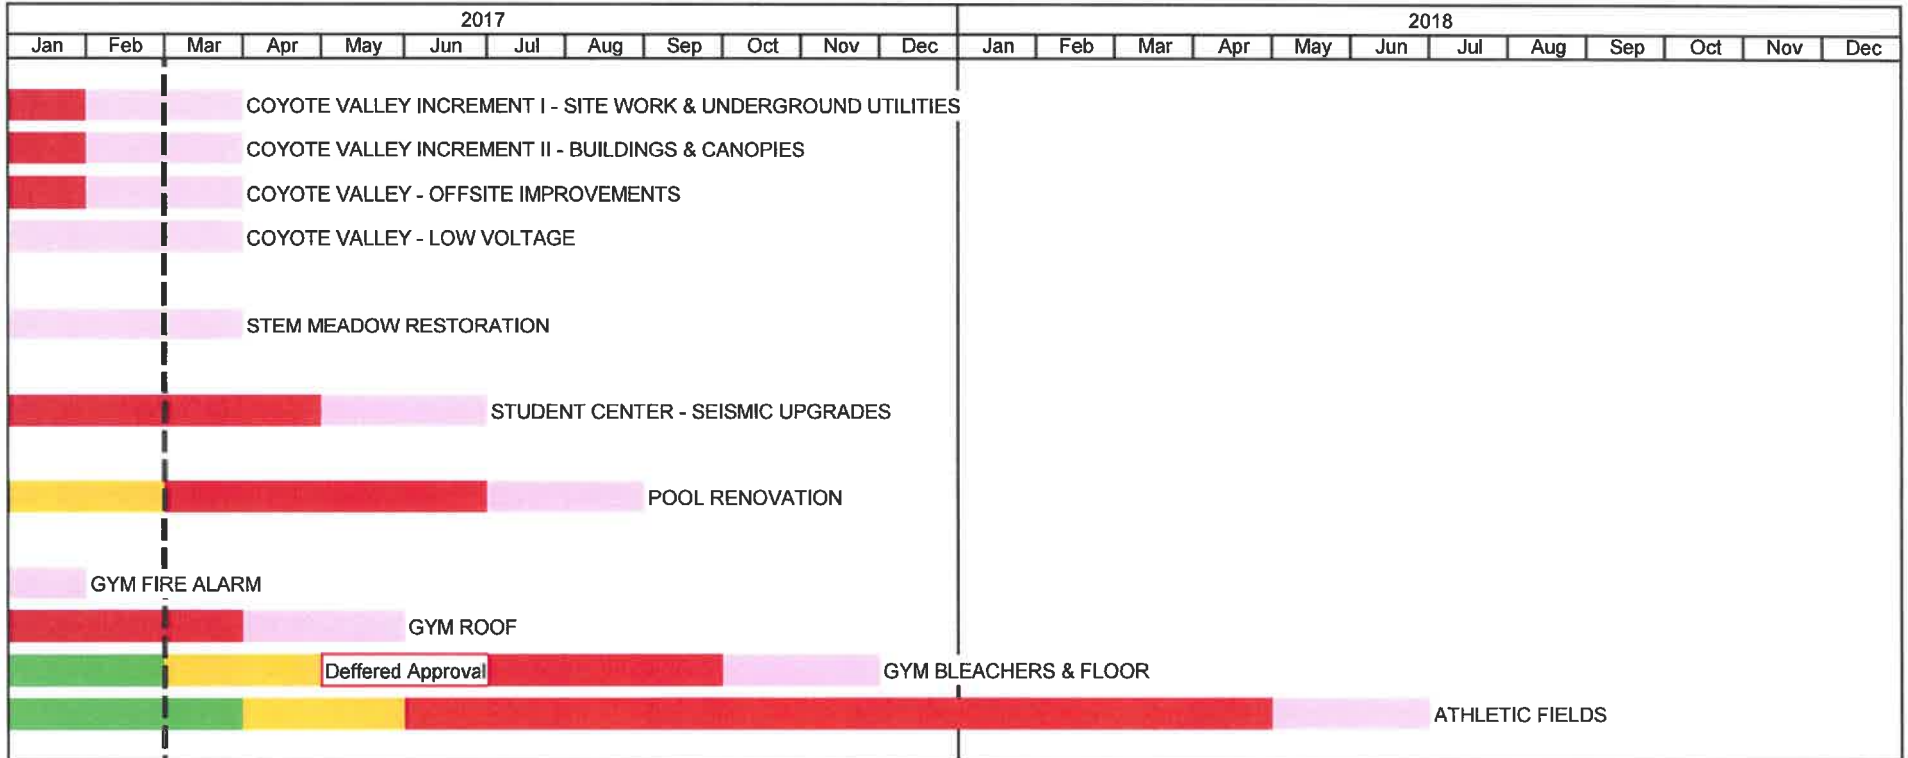 2017 2018
Jan Feb Mar Apr May Jun Jul Aug Sep Oct Nov Dec Jan Feb Mar Apr May Jun Jul Aug Sep Oct Nov Dec
COYOTE VALLEY INCREMENT I - SITE WORK & UNDERGROUND UTILITIES
COYOTE VALLEY INCREMENT II - BUILDINGS & CANOPIES
COYOTE VALLEY - OFFSITE IMPROVEMENTS
COYOTE VALLEY - LOW VOLTAGE
STEM MEADOW RESTORATION
STUDENT CENTER - SEISMIC UPGRADES
POOL RENOVATION
GYM FIRE ALARM
GYM ROOF
Deffered Approval GYM BLEACHERS & FLOOR
ATHLETIC FIELDS